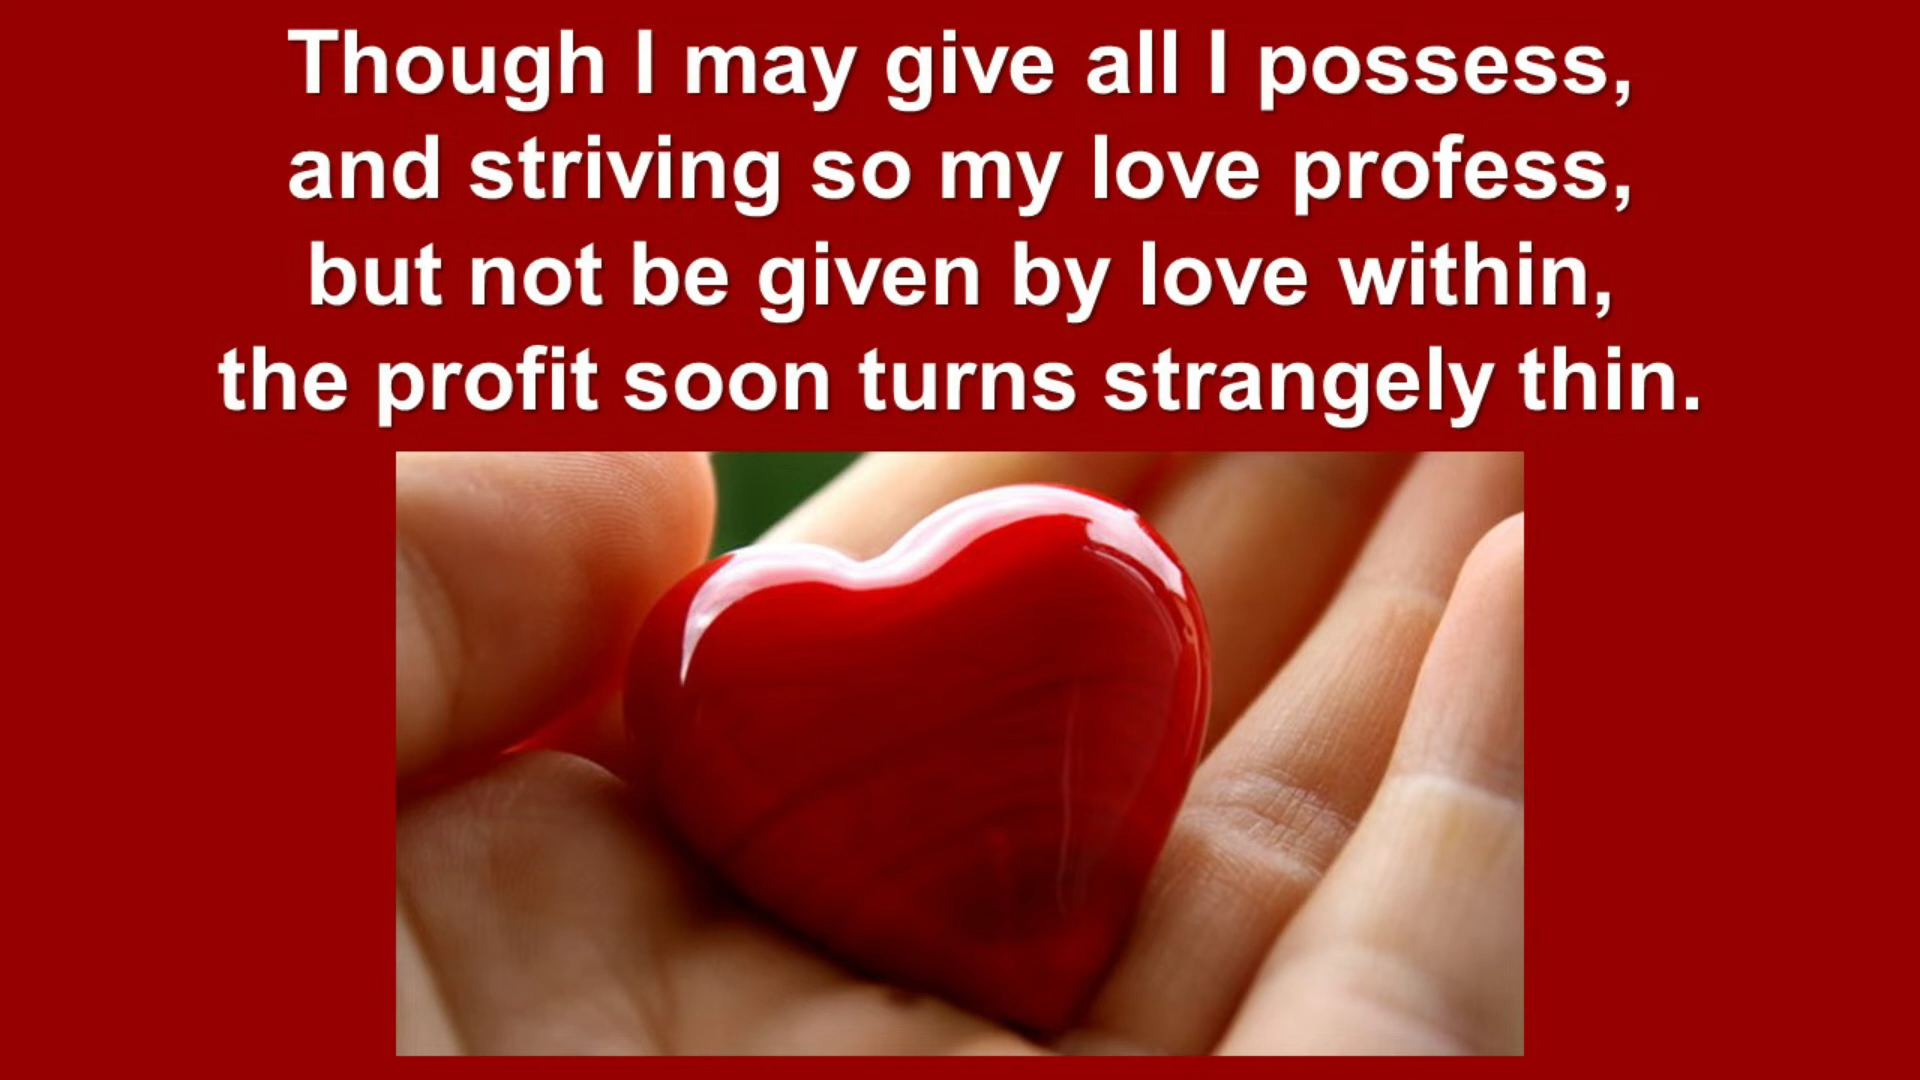 Though I may give all I possess,
and striving so my love profess,
but not be given by love within,
the profit soon turns strangely thin.